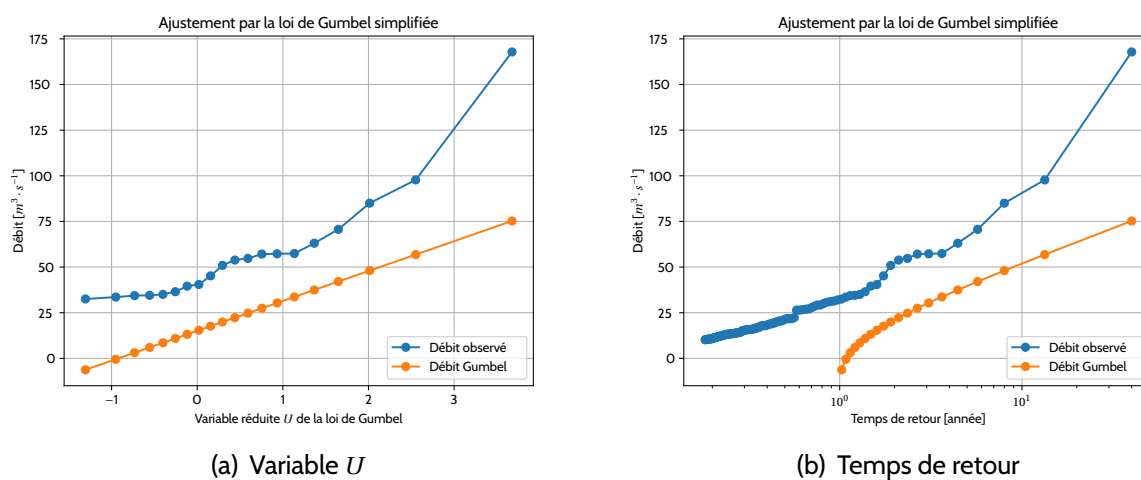 Ajustement par la loi de Gumbel simplifiée
175
150
125
100
75
50
25
0
Débit [m³ · s⁻¹]
−1
0
1
2
3
Variable réduite U de la loi de Gumbel
Débit observé
Débit Gumbel
(a) Variable U
Ajustement par la loi de Gumbel simplifiée
175
150
125
100
75
50
25
0
Débit [m³ · s⁻¹]
10⁰
10¹
Temps de retour [année]
Débit observé
Débit Gumbel
(b) Temps de retour